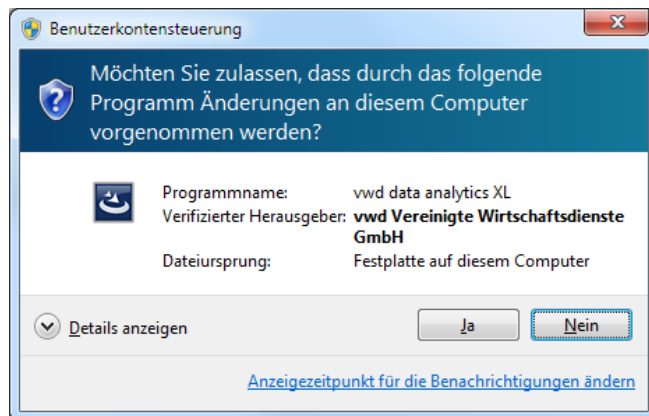 Benutzerkontensteuerung
Möchten Sie zulassen, dass durch das folgende
Programm Änderungen an diesem Computer
vorgenommen werden?
Programmname: vwd data analytics XL
Verifizierter Herausgeber: vwd Vereinigte Wirtschaftsdienste
GmbH
Dateiursprung: Festplatte auf diesem Computer
Details anzeigen Ja Nein
Anzeigezeitpunkt für die Benachrichtigungen ändern